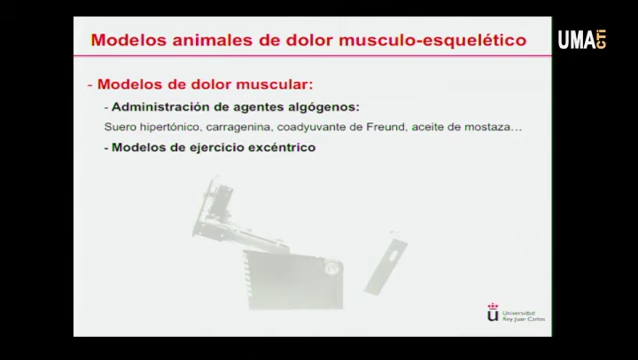 Modelos animales de dolor musculo-esquelético
UMA CTI
- Modelos de dolor muscular:
- Administración de agentes algógenos:
Suero hipertónico, carragenina, coadyuvante de Freund, aceite de mostaza…
- Modelos de ejercicio excéntrico
u Universidad
Rey Juan Carlos